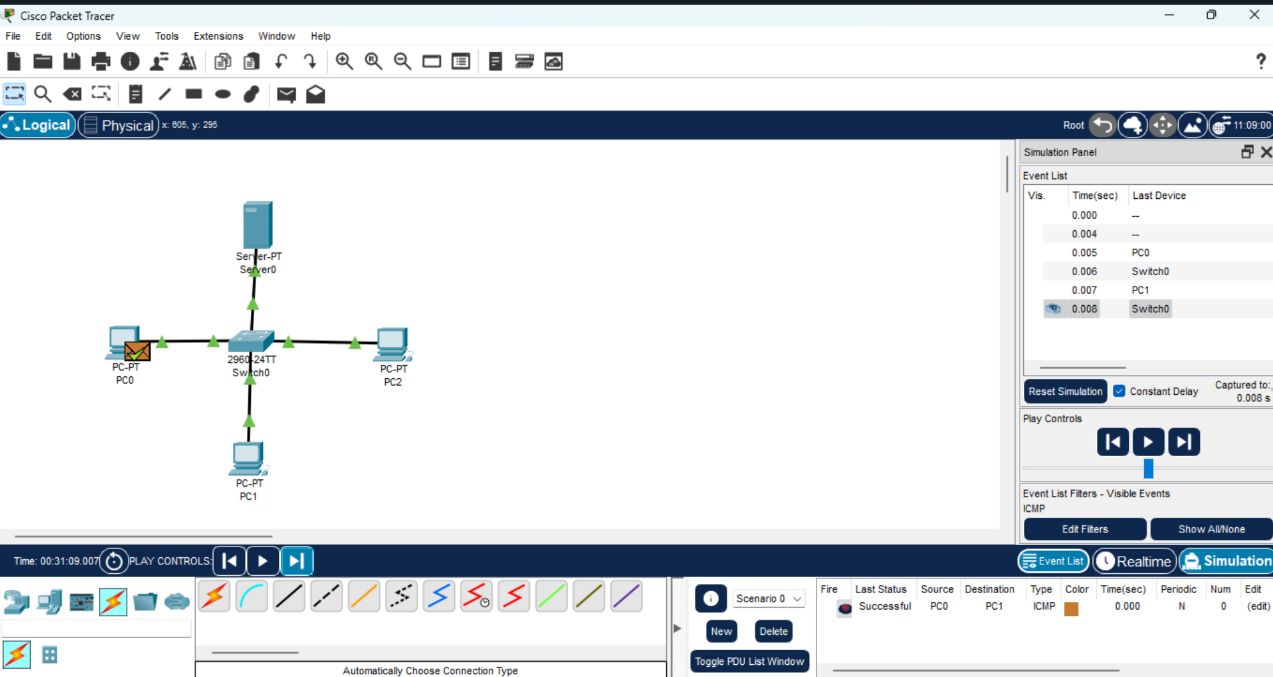 Cisco Packet Tracer
File Edit Options View Tools Extensions Window Help
?
Logical Physical x: 605, y: 295 Root 11:09:00
Server-PT
Server0
PC-PT
PC0
2960-24TT
Switch0
PC-PT
PC2
PC-PT
PC1
Simulation Panel
Event List
Vis. Time(sec) Last Device
0.000 --
0.004 --
0.005 PC0
0.006 Switch0
0.007 PC1
0.008 Switch0
Reset Simulation Constant Delay Captured to:
0.008 s
Play Controls
Event List Filters - Visible Events
ICMP
Edit Filters Show All/None
Time: 00:31:09.007 PLAY CONTROLS: Event List Realtime Simulation
Scenario 0
New Delete
Toggle PDU List Window
Fire Last Status Source Destination Type Color Time(sec) Periodic Num Edit
Successful PC0 PC1 ICMP 0.000 N 0 (edit)
Automatically Choose Connection Type